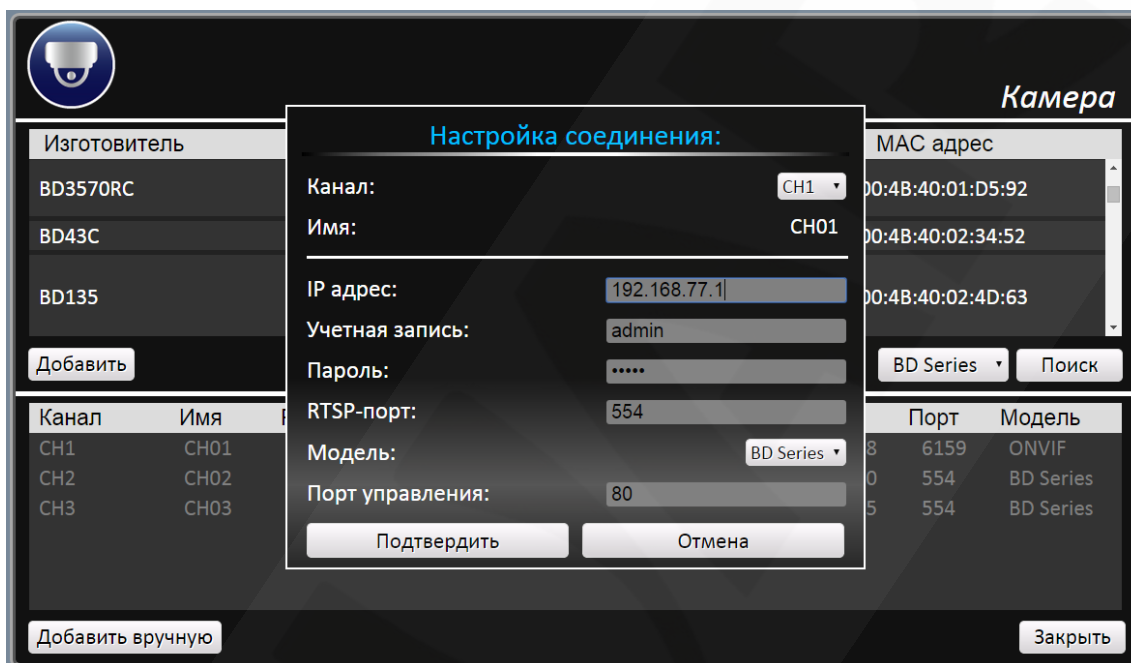 Камера
Изготовитель MAC адрес
BD3570RC 00:4B:40:01:D5:92
BD43C 00:4B:40:02:34:52
BD135 00:4B:40:02:4D:63
Добавить BD Series Поиск
Настройка соединения:
Канал: CH1
Имя: CH01
IP адрес: 192.168.77.1
Учетная запись: admin
Пароль: •••••
RTSP-порт: 554
Модель: BD Series
Порт управления: 80
Подтвердить Отмена
Канал Имя Порт Модель
CH1 CH01 8 6159 ONVIF
CH2 CH02 0 554 BD Series
CH3 CH03 5 554 BD Series
Добавить вручную Закрыть